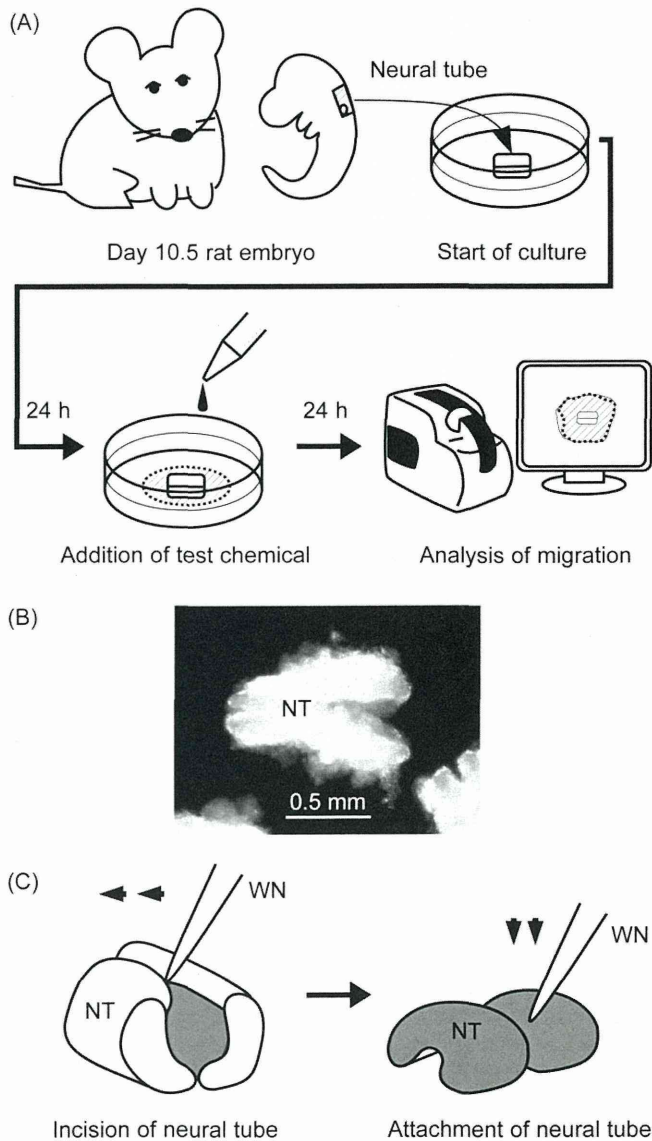 (A)
Neural tube
Day 10.5 rat embryo
Start of culture
24 h
24 h
Addition of test chemical
Analysis of migration
(B)
NT
0.5 mm
(C)
WN
NT
WN
NT
Incision of neural tube
Attachment of neural tube